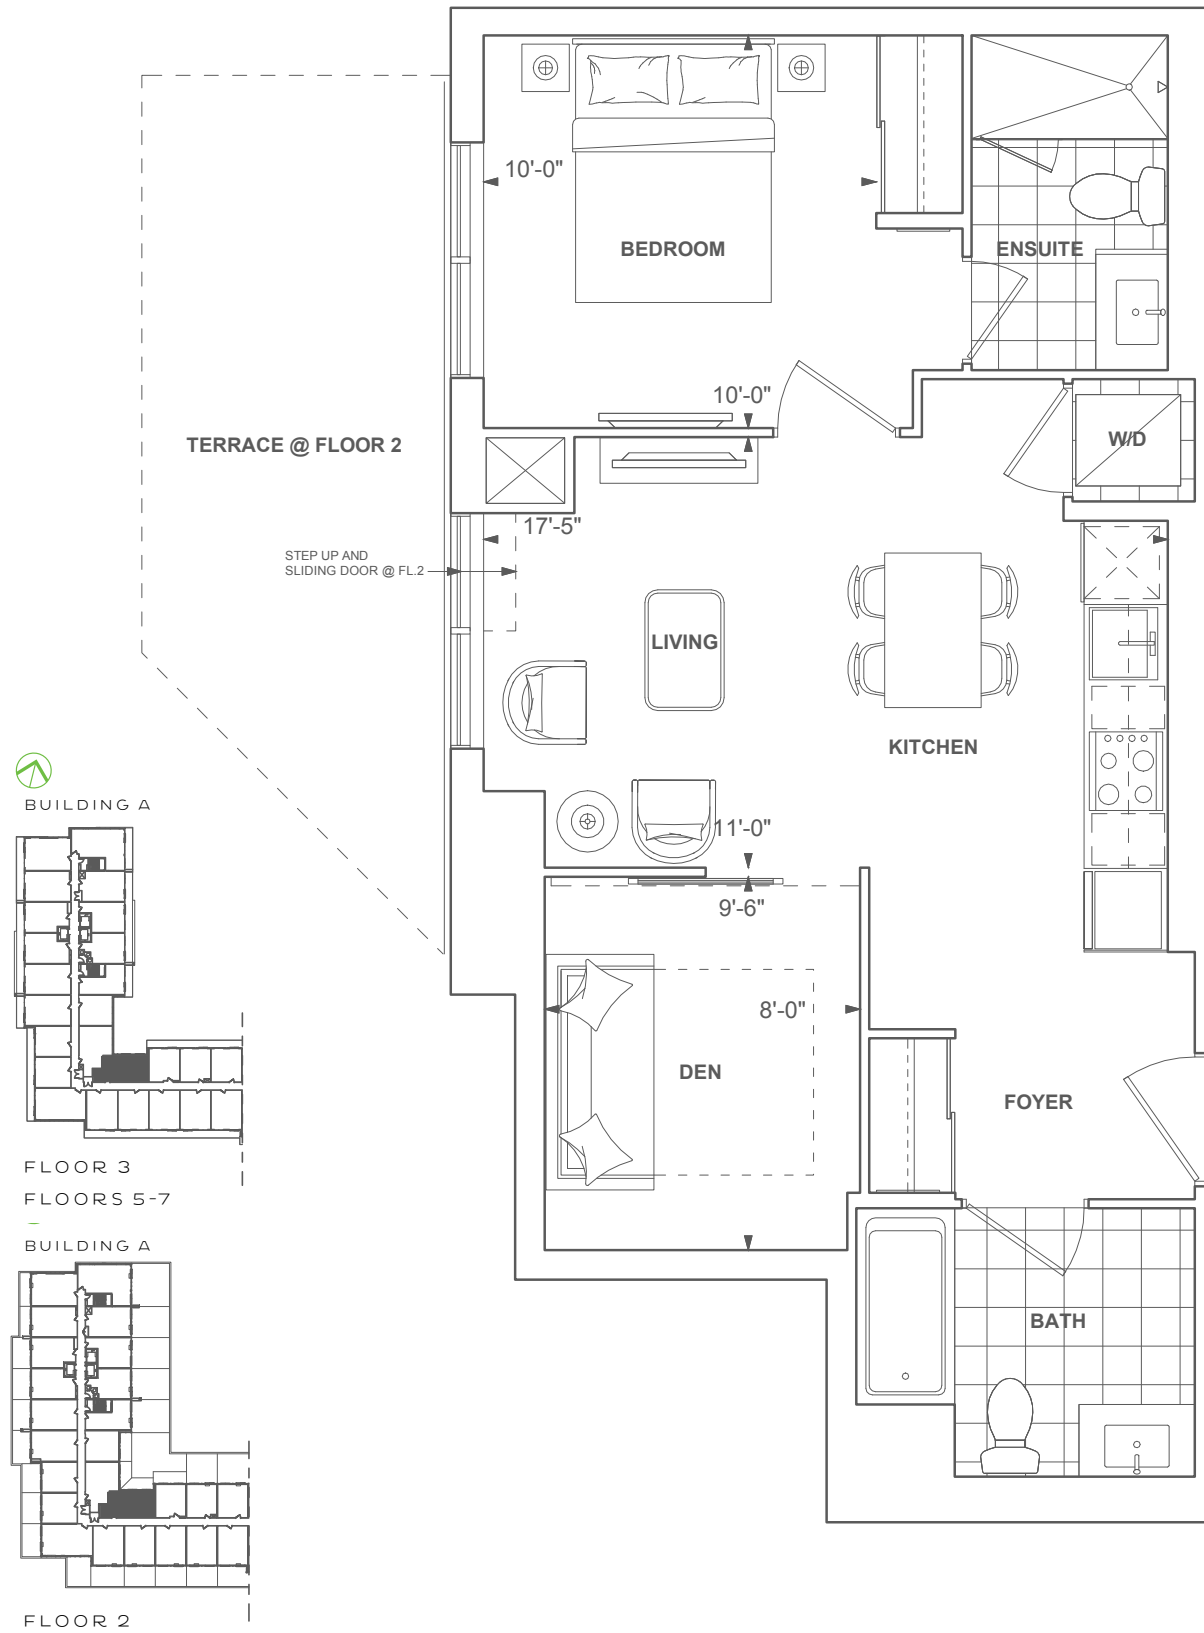 10'-0"
BEDROOM
ENSUITE
10'-0"
TERRACE @ FLOOR 2
W/D
17'-5"
STEP UP AND
SLIDING DOOR @ FL.2
LIVING
KITCHEN
BUILDING A
11'-0"
9'-6"
8'-0"
DEN
FOYER
FLOOR 3
FLOORS 5-7
BUILDING A
BATH
FLOOR 2